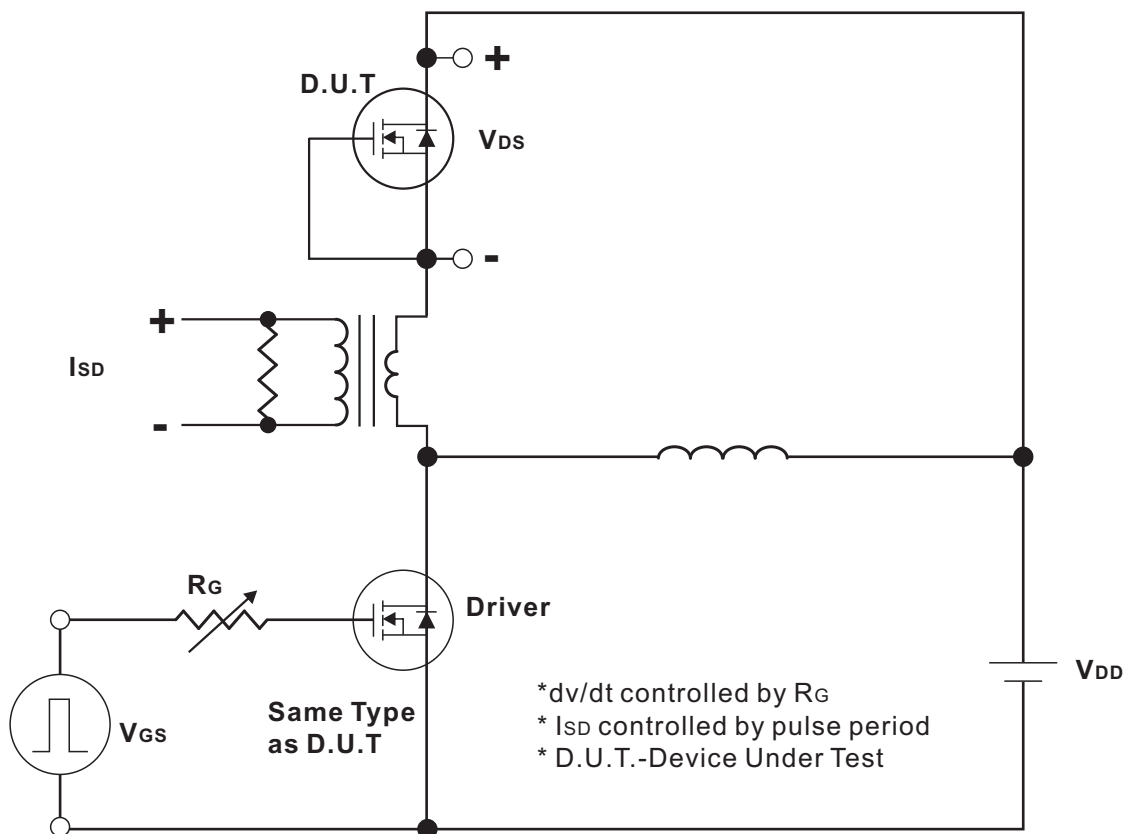 +
D.U.T
VDS
-
+
ISD
-
RG
Driver
VDD
VGS
Same Type
as D.U.T
*dv/dt controlled by RG
* ISD controlled by pulse period
* D.U.T.-Device Under Test